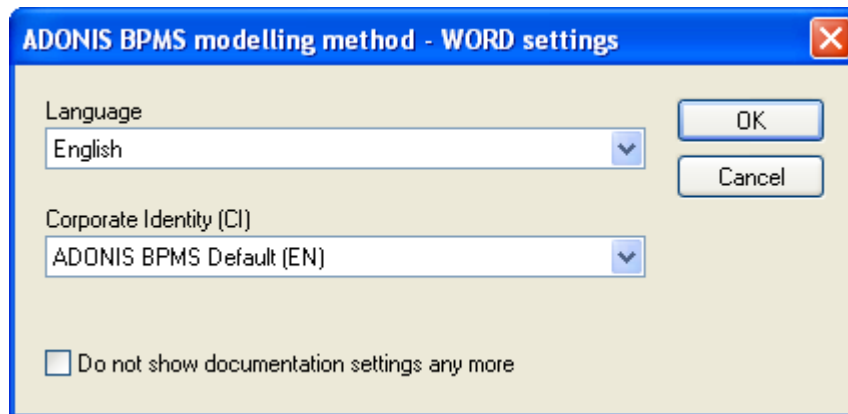 ADONIS BPMS modelling method - WORD settings
Language
English
OK
Cancel
Corporate Identity (CI)
ADONIS BPMS Default (EN)
Do not show documentation settings any more